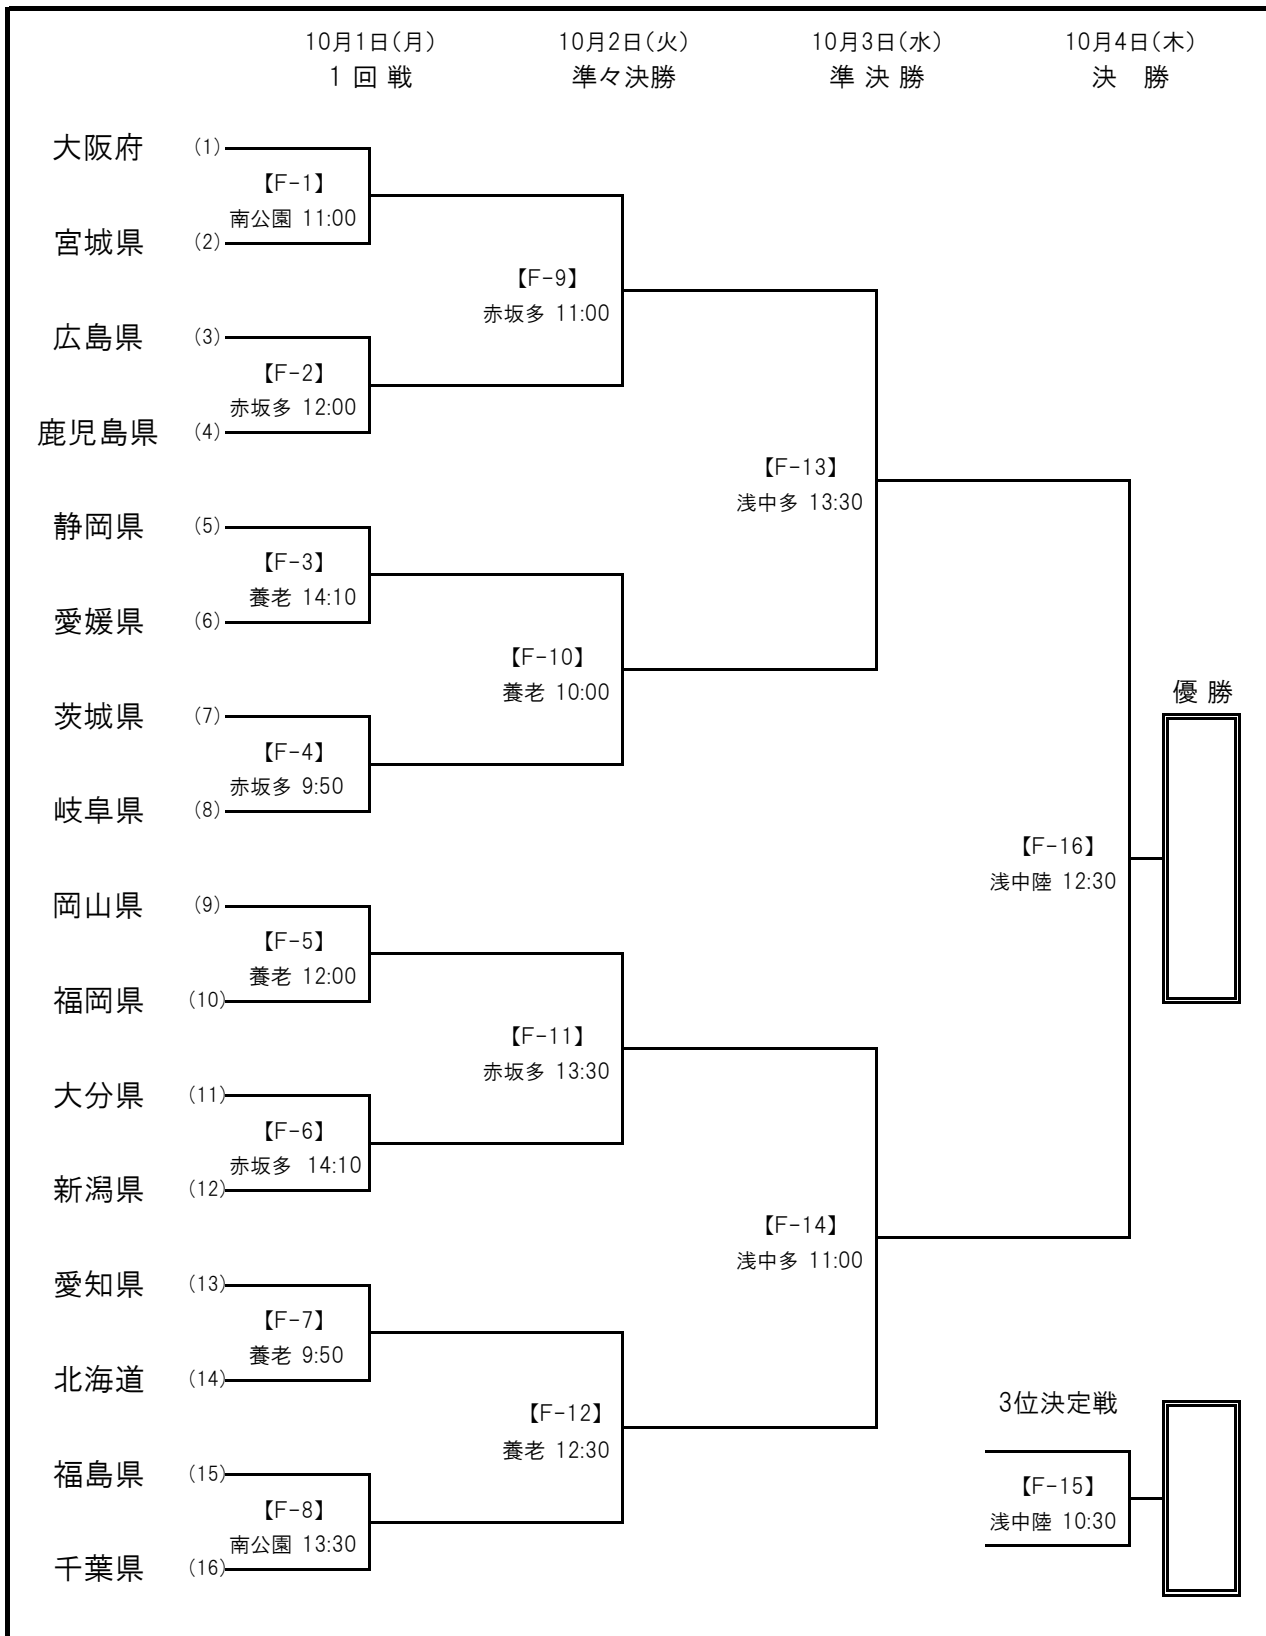 10月1日(月) 10月2日(火) 10月3日(水) 10月4日(木)
1 回 戦 準々決勝 準 決 勝 決 勝
大阪府 (1)
【F-1】
南公園 11:00
宮城県 (2)
【F-9】
赤坂多 11:00
広島県 (3)
【F-2】
赤坂多 12:00
鹿児島県 (4)
【F-13】
浅中多 13:30
静岡県 (5)
【F-3】
養老 14:10
愛媛県 (6)
【F-10】
養老 10:00
優 勝
茨城県 (7)
【F-4】
赤坂多 9:50
岐阜県 (8)
【F-16】
浅中陸 12:30
岡山県 (9)
【F-5】
養老 12:00
福岡県 (10)
【F-11】
赤坂多 13:30
大分県 (11)
【F-6】
赤坂多 14:10
新潟県 (12)
【F-14】
浅中多 11:00
愛知県 (13)
【F-7】
養老 9:50
北海道 (14)
3位決定戦
【F-12】
養老 12:30
福島県 (15)
【F-15】
浅中陸 10:30
【F-8】
南公園 13:30
千葉県 (16)